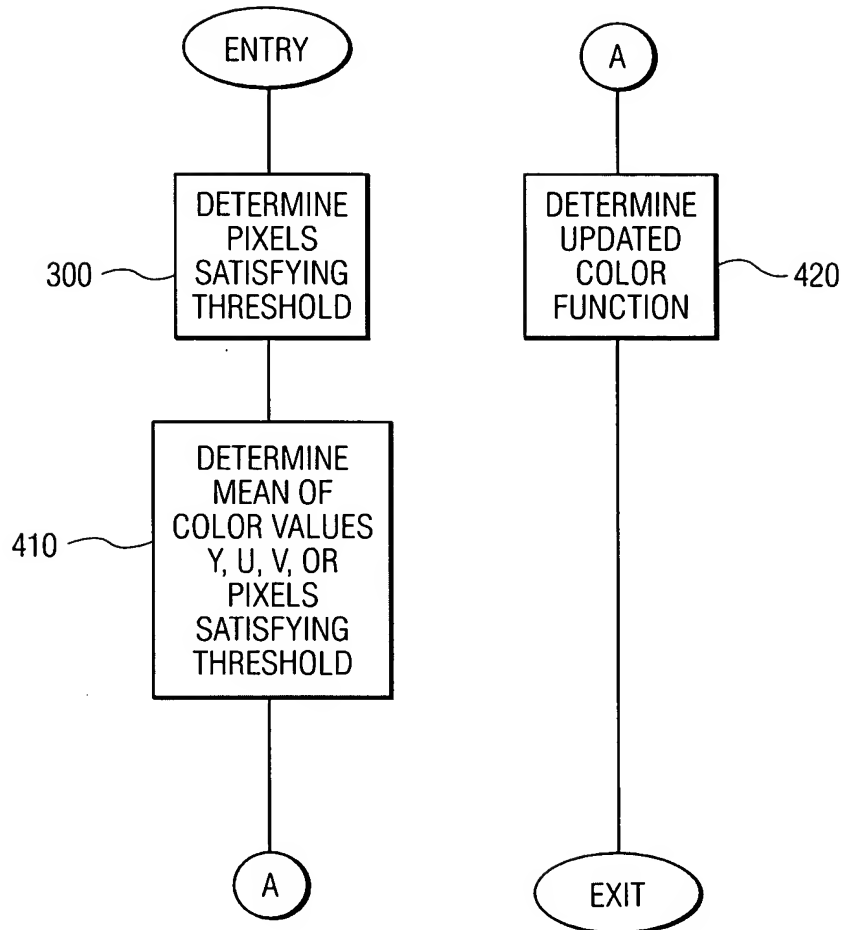 ENTRY
DETERMINE
PIXELS
SATISFYING
THRESHOLD
300
DETERMINE
MEAN OF
COLOR VALUES
Y, U, V, OR
PIXELS
SATISFYING
THRESHOLD
410
A
A
DETERMINE
UPDATED
COLOR
FUNCTION
420
EXIT